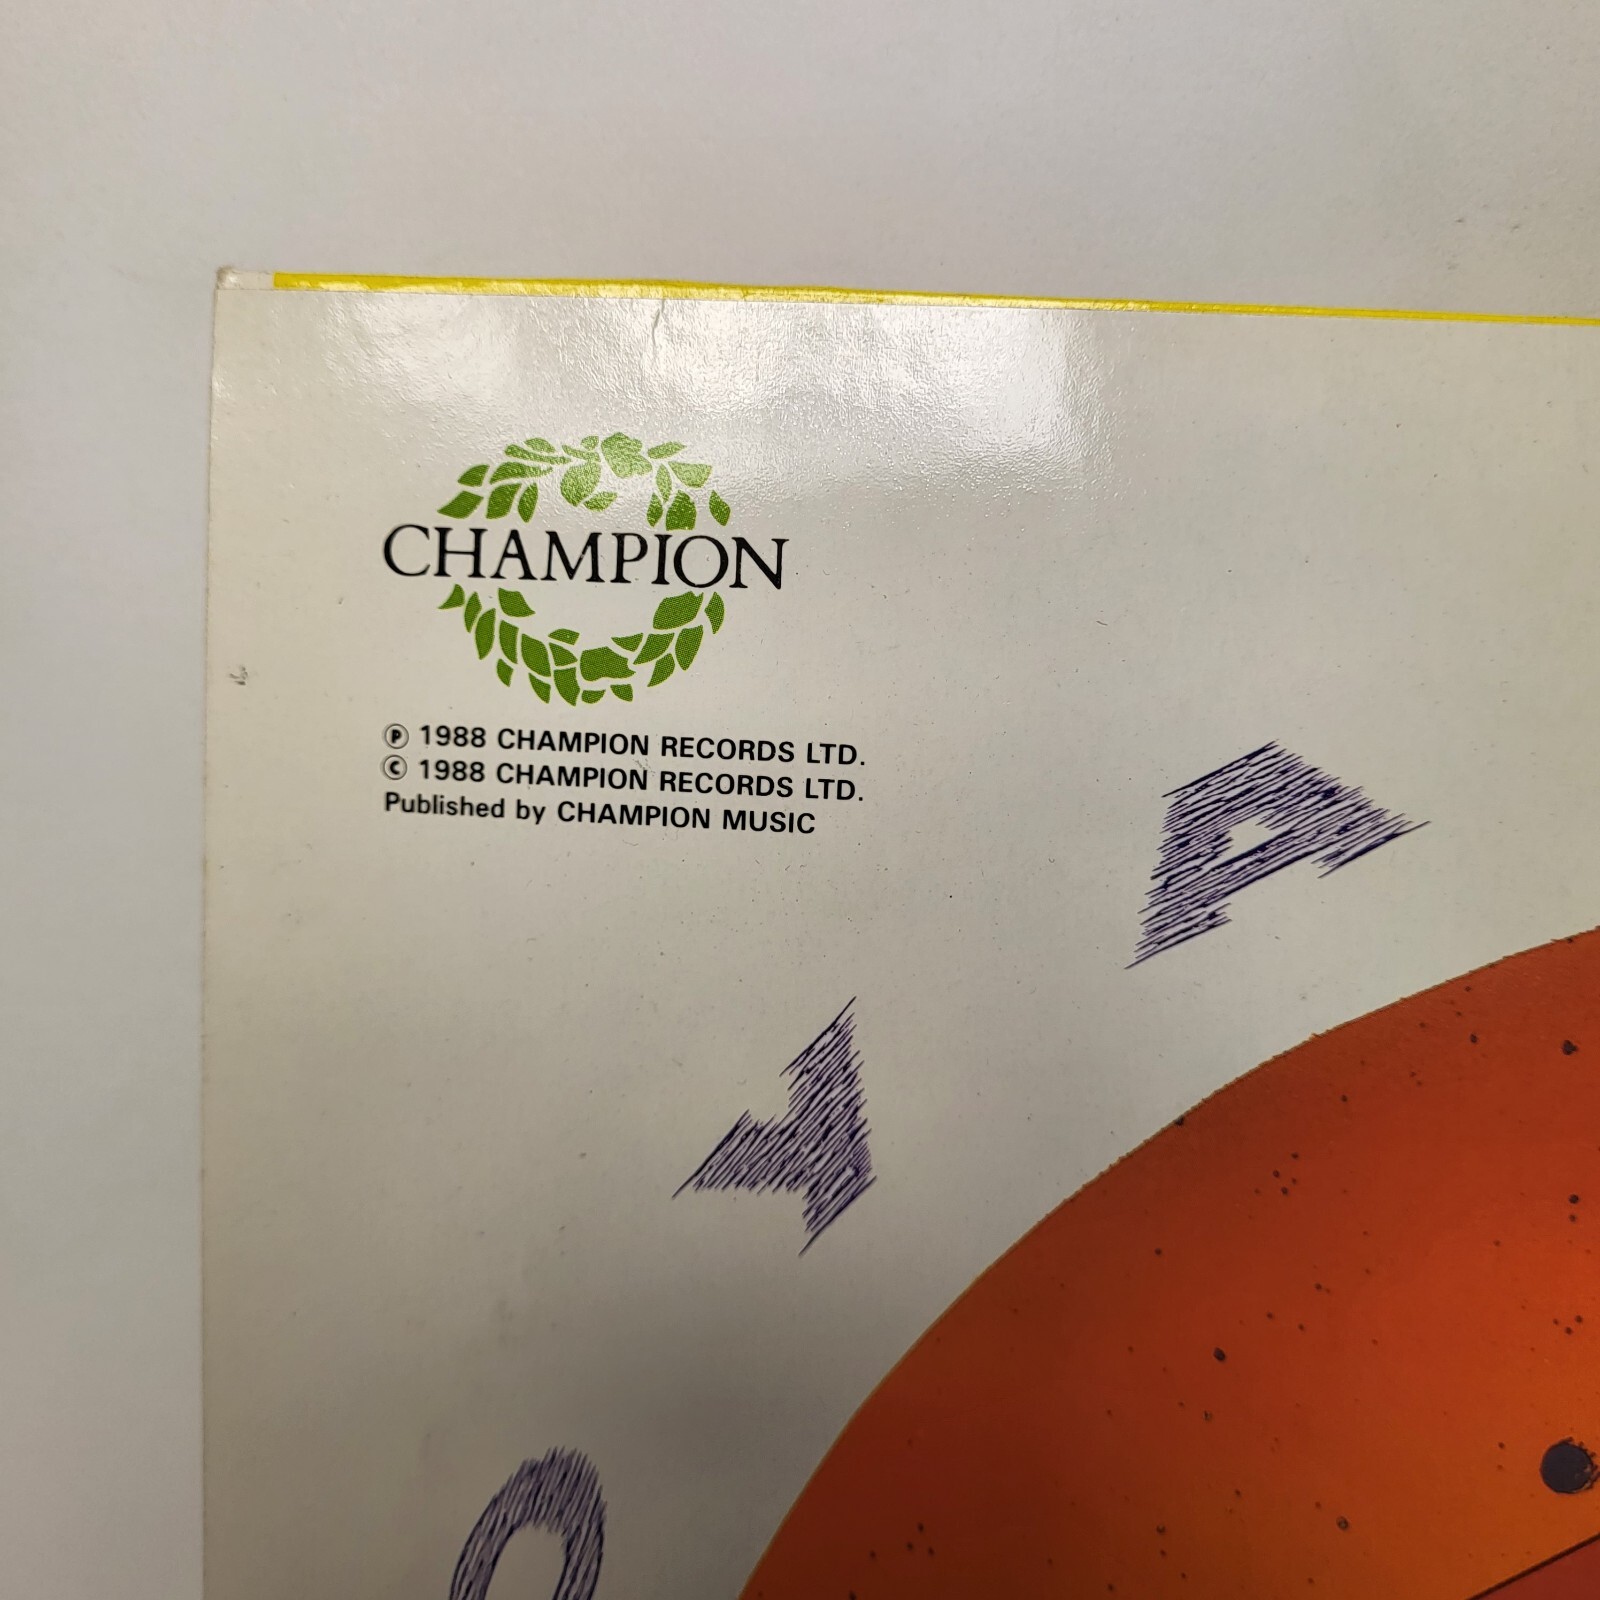 CHAMPION
Ⓟ 1988 CHAMPION RECORDS LTD.
© 1988 CHAMPION RECORDS LTD.
Published by CHAMPION MUSIC